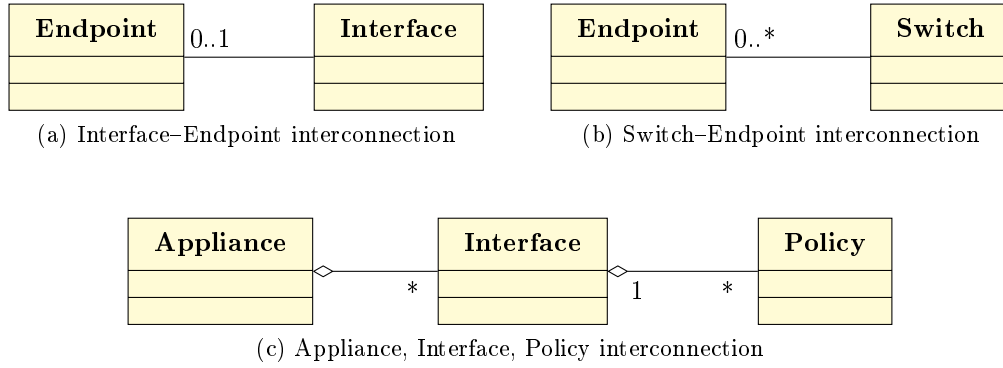 Endpoint 0..1 Interface
Endpoint 0..* Switch
(a) Interface–Endpoint interconnection
(b) Switch–Endpoint interconnection
Appliance * Interface 1 * Policy
(c) Appliance, Interface, Policy interconnection